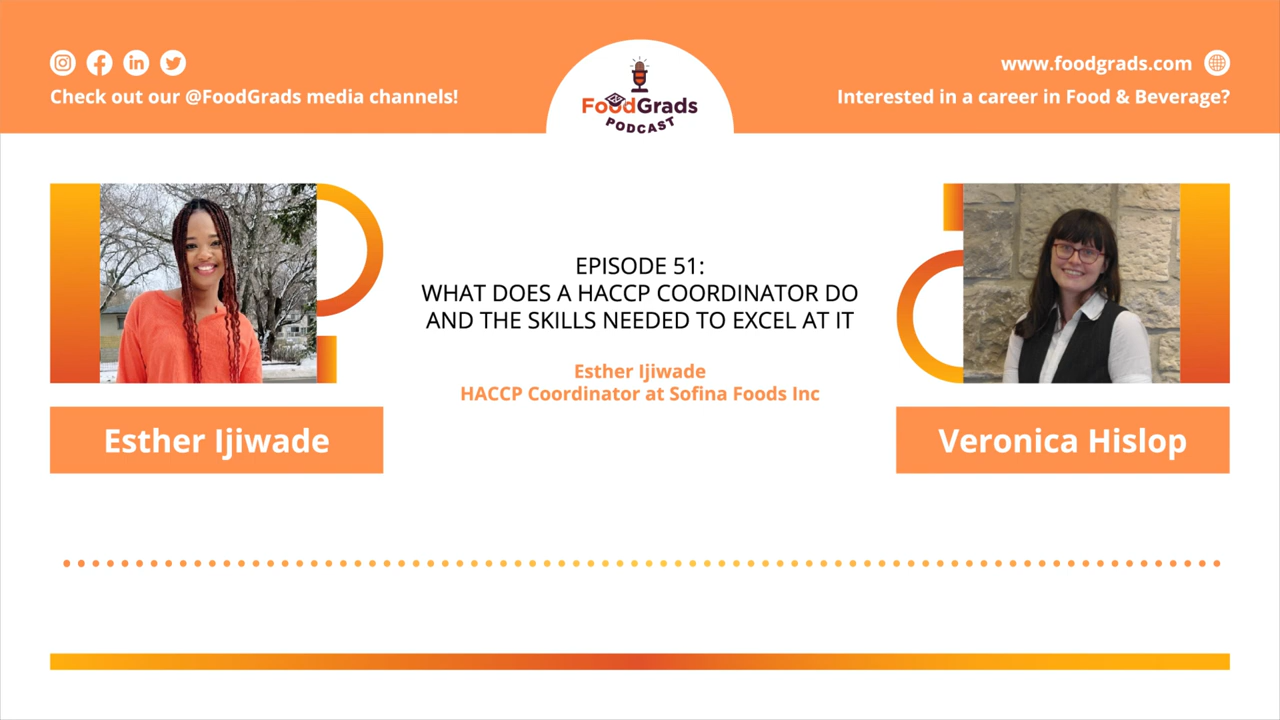 Check out our @FoodGrads media channels!
FoodGrads
PODCAST
www.foodgrads.com
Interested in a career in Food & Beverage?
EPISODE 51:
WHAT DOES A HACCP COORDINATOR DO
AND THE SKILLS NEEDED TO EXCEL AT IT
Esther Ijiwade
HACCP Coordinator at Sofina Foods Inc
Esther Ijiwade
Veronica Hislop